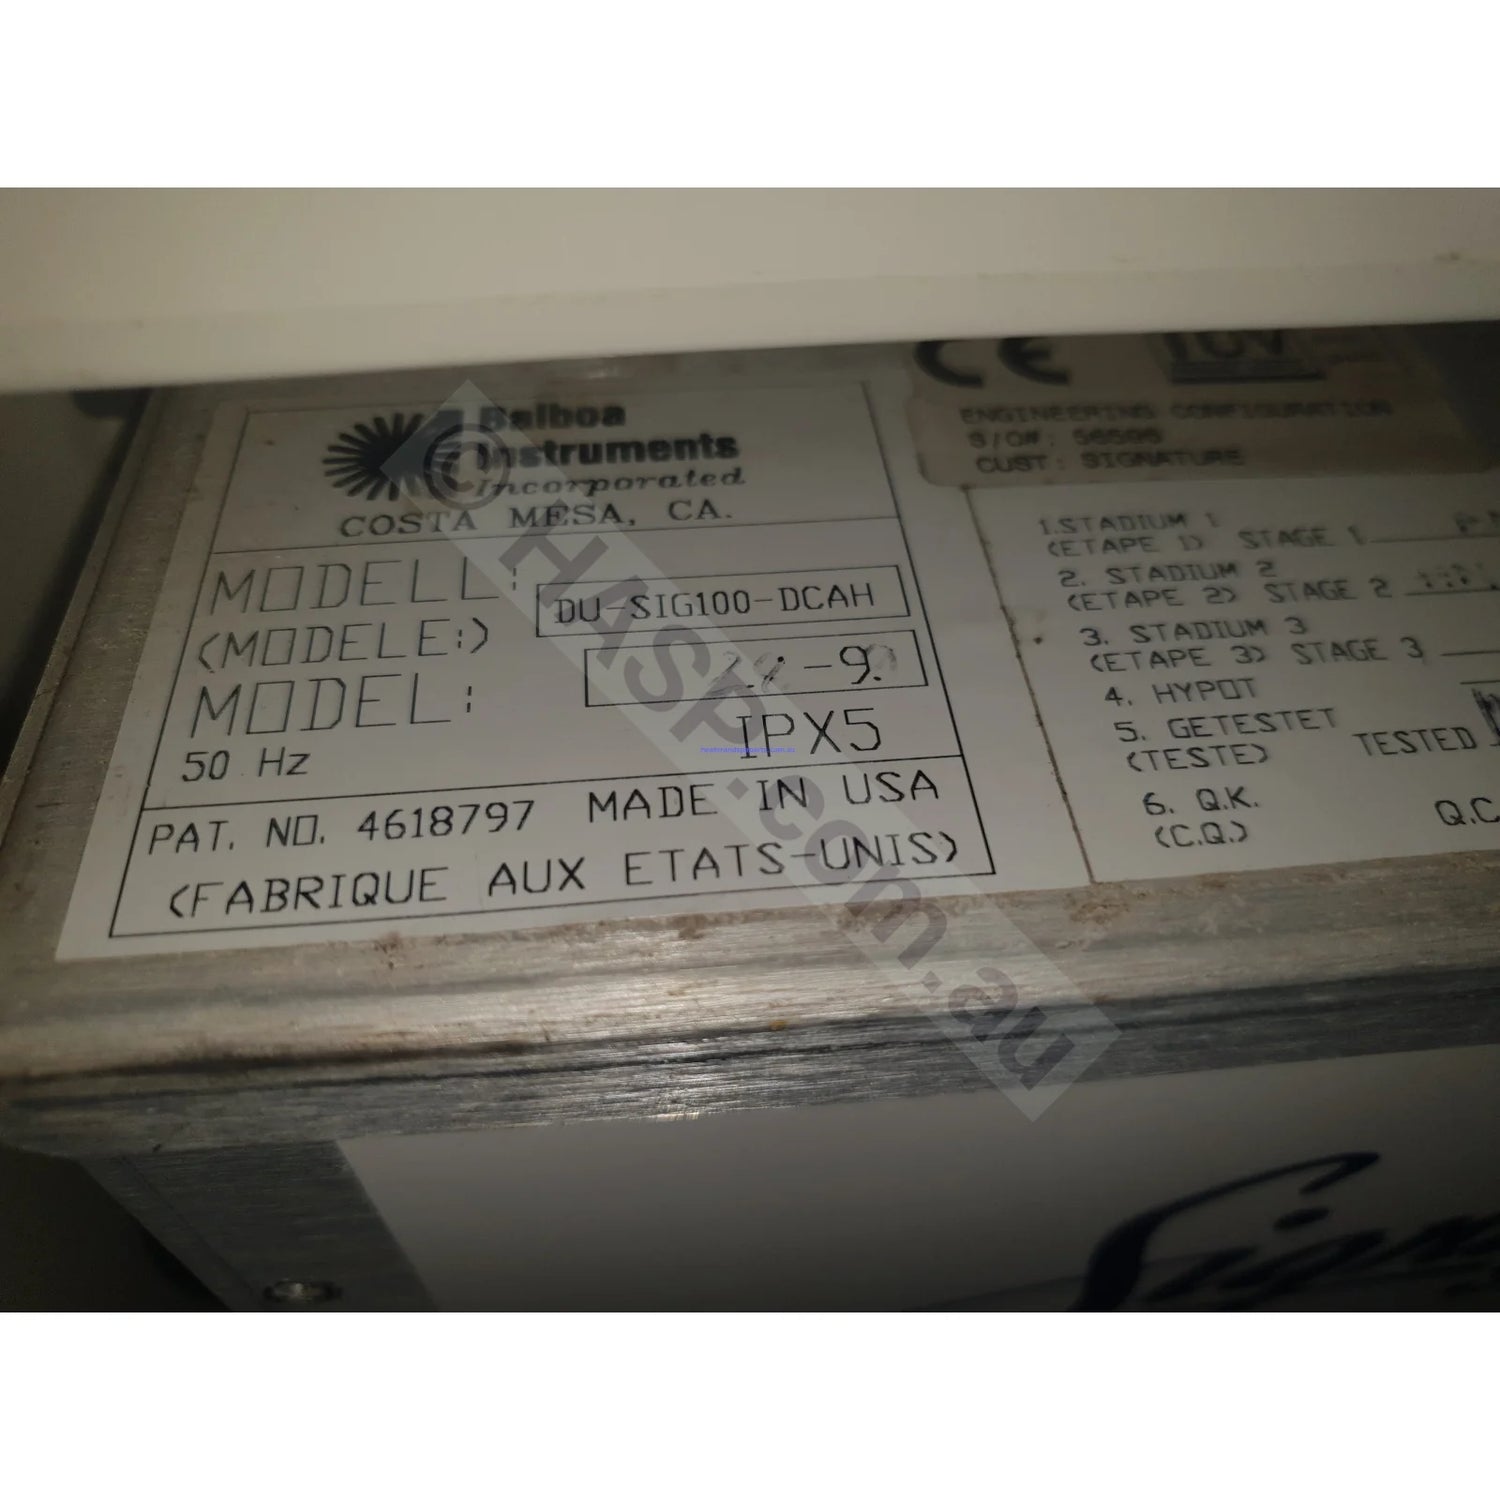 Balboa
Instruments
Incorporated
COSTA MESA, CA.
MODELL:
(MODELE:)
MODEL:
DU-SIG100-DCAH
-9
IPX5
50 Hz
PAT. NO. 4618797 MADE IN USA
(FABRIQUE AUX ETATS-UNIS)
CE
TUV
ENGINEERING CONFIGURATION
S/O#: 56506
CUST: SIGNATURE
1.STADIUM 1
(ETAPE 1) STAGE 1
2. STADIUM 2
(ETAPE 2) STAGE 2
3. STADIUM 3
(ETAPE 3) STAGE 3
4. HYPOT
5. GETESTET
(TESTE) TESTED
6. Q.K.
(C.Q.) Q.C
© HASP.com.au